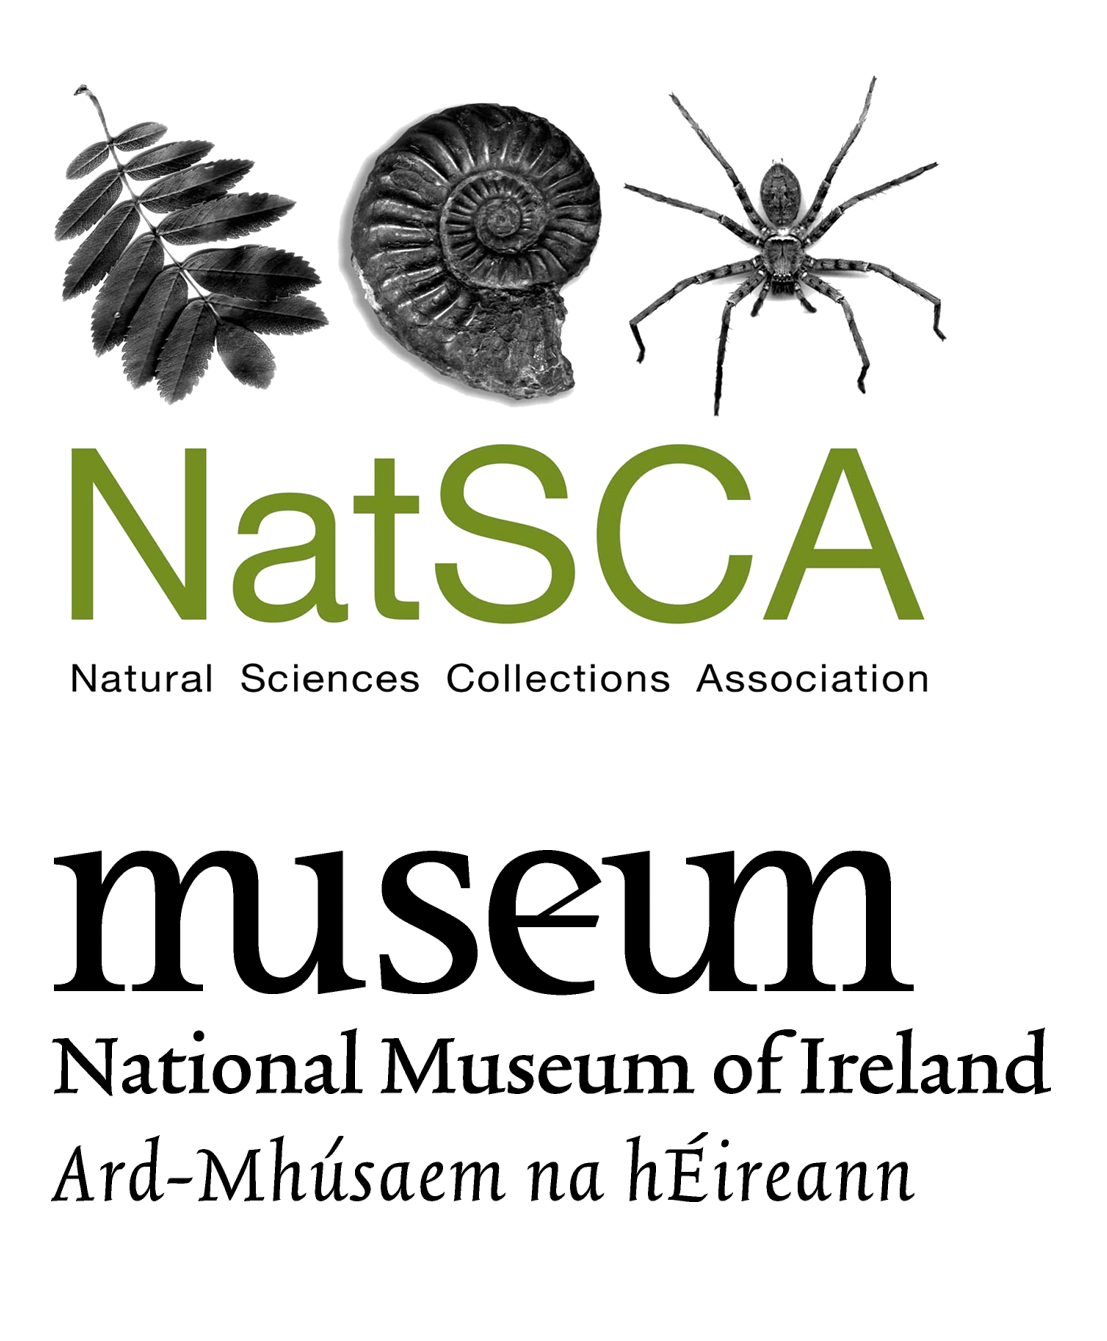 NatSCA
Natural Sciences Collections Association
museum
National Museum of Ireland
Ard-Mhúsaem na hÉireann